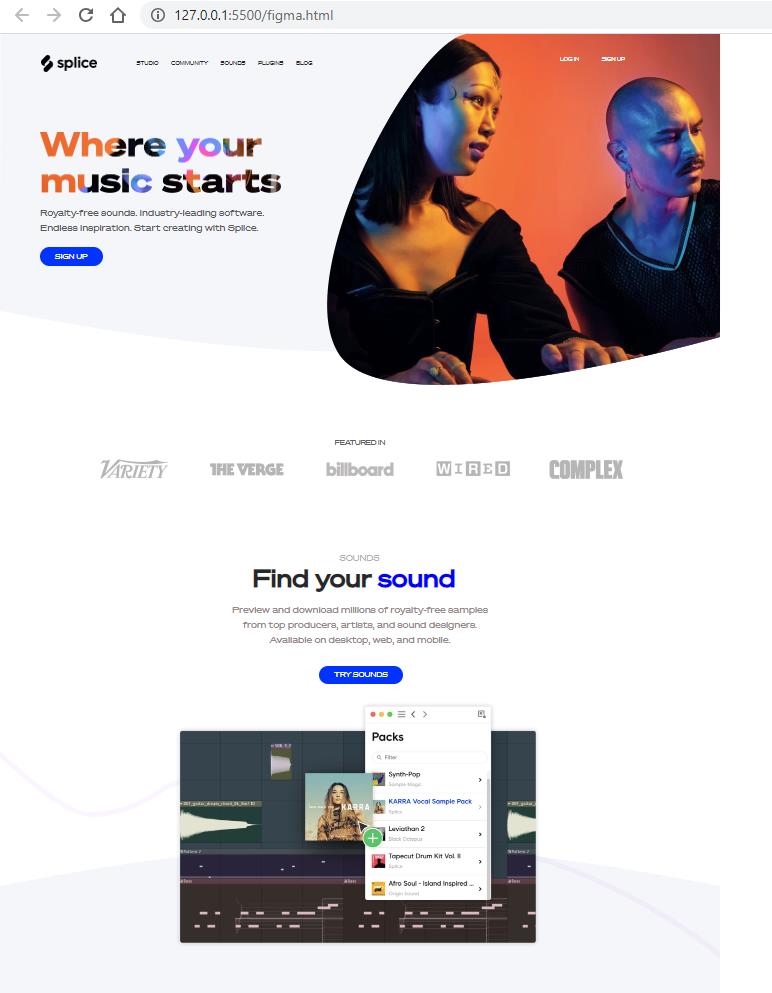 127.0.0.1:5500/figma.html
splice
STUDIO COMMUNITY SOUNDS PLUGINS BLOG
LOG IN SIGN UP
Where your
music starts
Royalty-free sounds. Industry-leading software.
Endless inspiration. Start creating with Splice.
SIGN UP
FEATURED IN
VARIETY THE VERGE billboard WIRED COMPLEX
SOUNDS
Find your sound
Preview and download millions of royalty-free samples
from top producers, artists, and sound designers.
Available on desktop, web, and mobile.
TRY SOUNDS
Packs
Filter
Synth-Pop
Sample Magic
KARRA Vocal Sample Pack
Splice
KARRA
Leviathan 2
Black Octopus
Tapecut Drum Kit Vol. II
Splice
Afro Soul - Island Inspired ...
Origin Sound